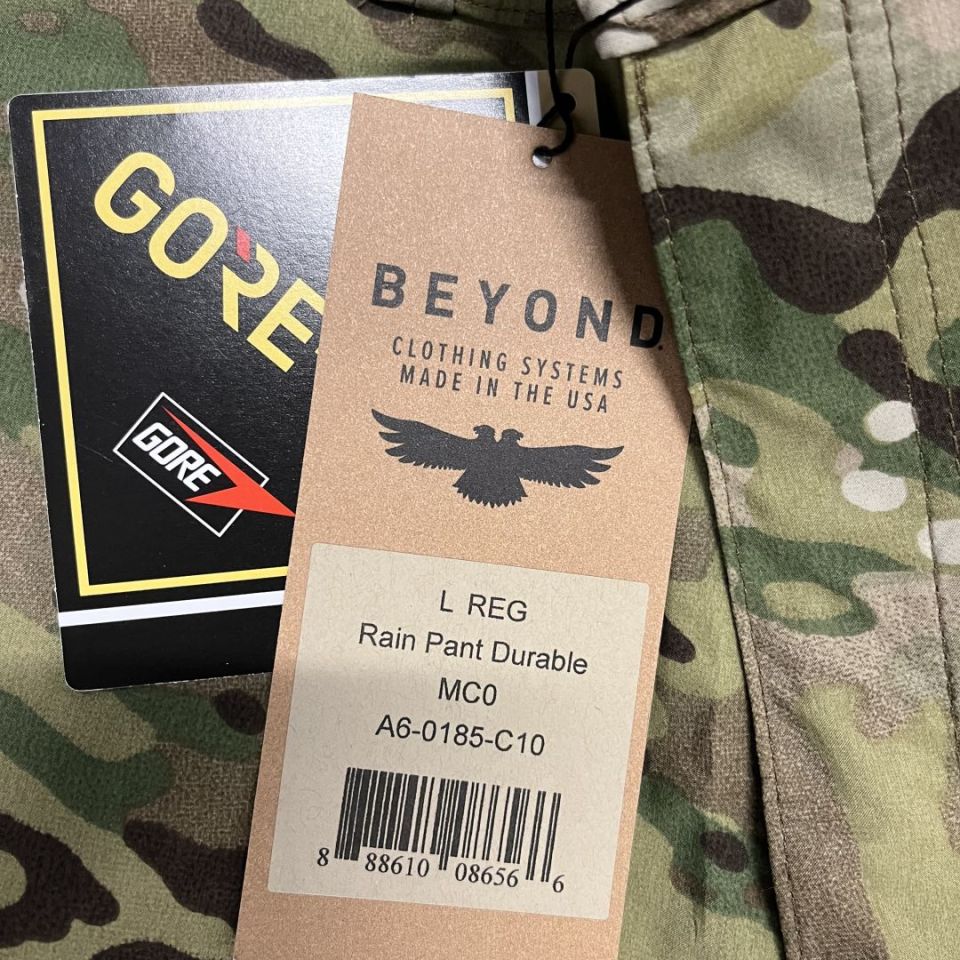 GORE
GORE
BEYOND.
CLOTHING SYSTEMS
MADE IN THE USA
L REG
Rain Pant Durable
MC0
A6-0185-C10
8 88610 08656 6